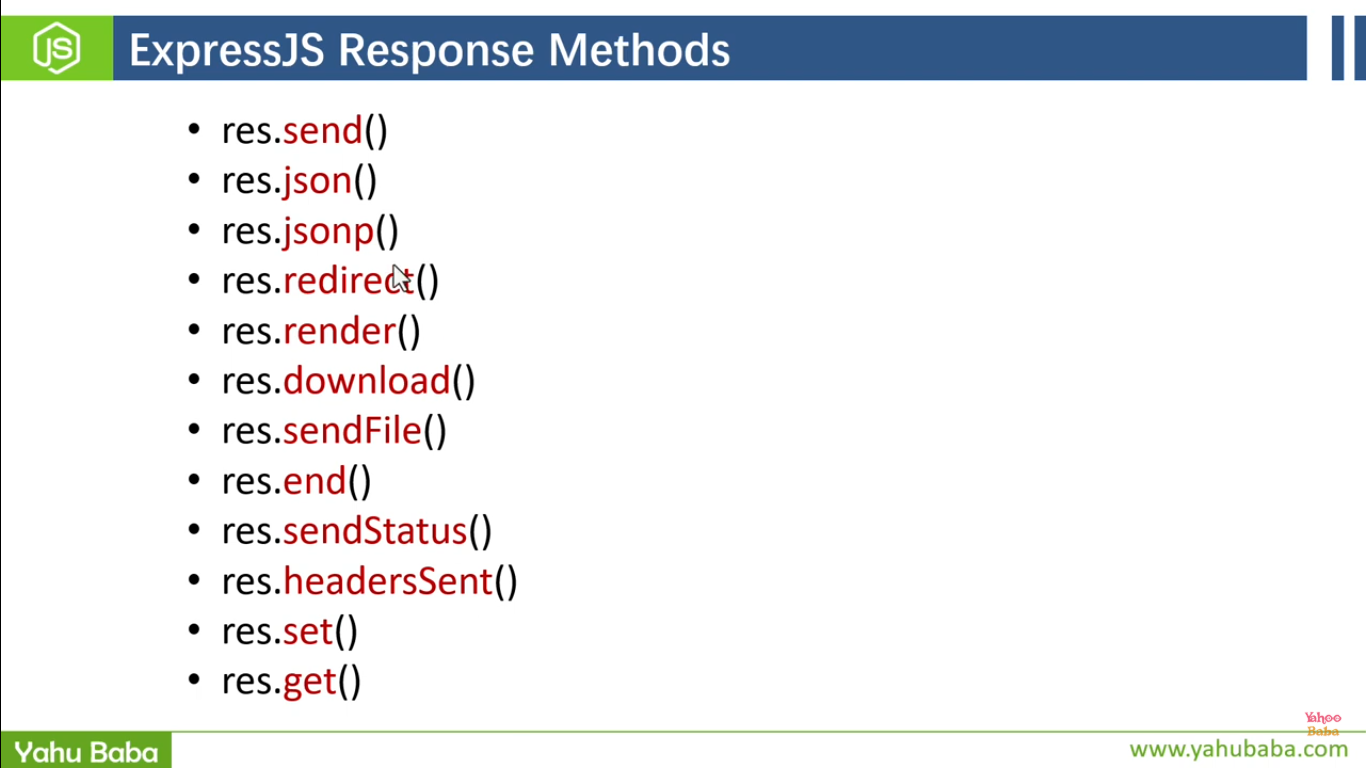 JS
ExpressJS Response Methods
• res.send()
• res.json()
• res.jsonp()
• res.redirect()
• res.render()
• res.download()
• res.sendFile()
• res.end()
• res.sendStatus()
• res.headersSent()
• res.set()
• res.get()
Yahoo
Baba
Yahu Baba
www.yahubaba.com